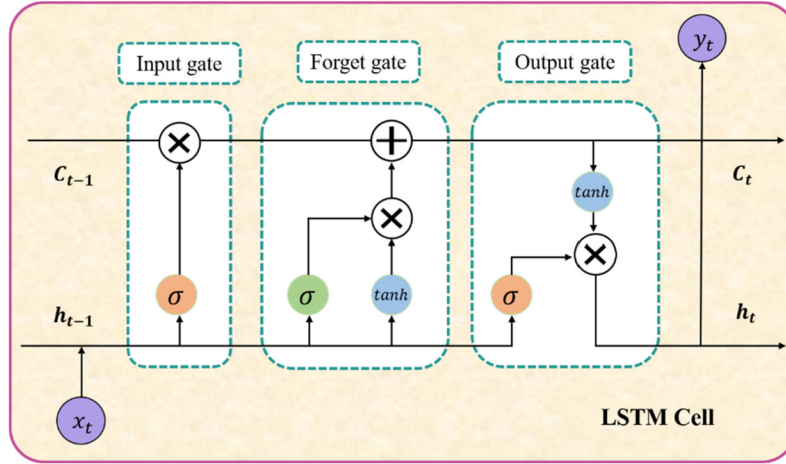 Input gate
Forget gate
Output gate
y_t
C_{t-1}
C_t
tanh
σ
σ
tanh
σ
h_{t-1}
h_t
x_t
LSTM Cell